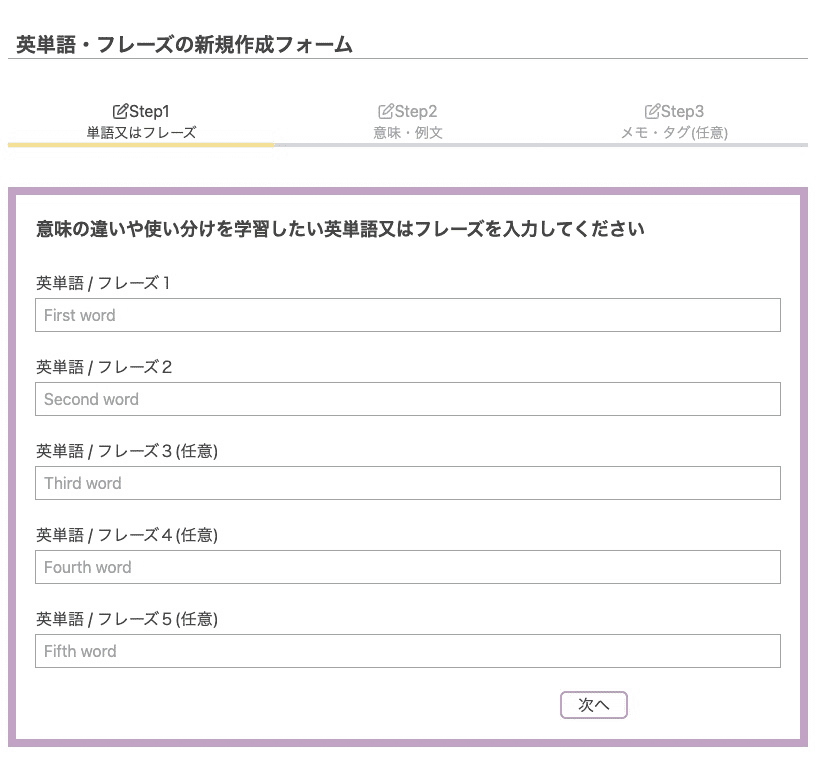 英単語・フレーズの新規作成フォーム
Step1
単語又はフレーズ
Step2
意味・例文
Step3
メモ・タグ(任意)
意味の違いや使い分けを学習したい英単語又はフレーズを入力してください
英単語 / フレーズ１
First word
英単語 / フレーズ２
Second word
英単語 / フレーズ３(任意)
Third word
英単語 / フレーズ４(任意)
Fourth word
英単語 / フレーズ５(任意)
Fifth word
次へ